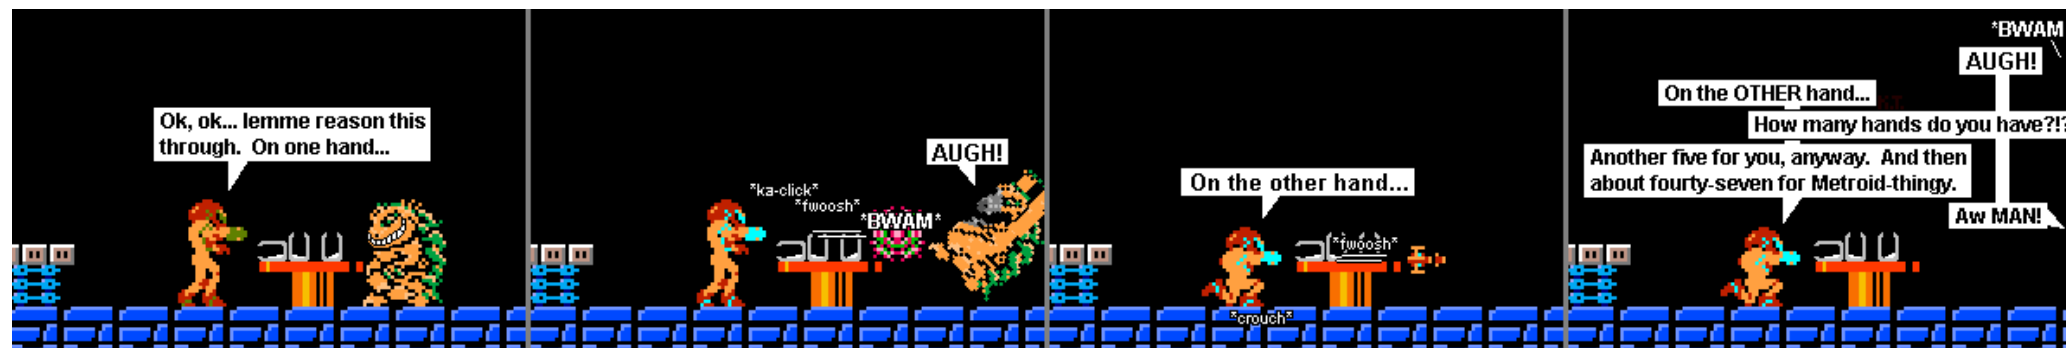 Ok, ok... lemme reason this
through. On one hand...
AUGH!
*ka-click*
*fwoosh*
*BWAM*
On the other hand...
*fwoosh*
*crouch*
*BWAM
AUGH!
On the OTHER hand...
How many hands do you have?!?
Another five for you, anyway. And then
about fourty-seven for Metroid-thingy.
Aw MAN!